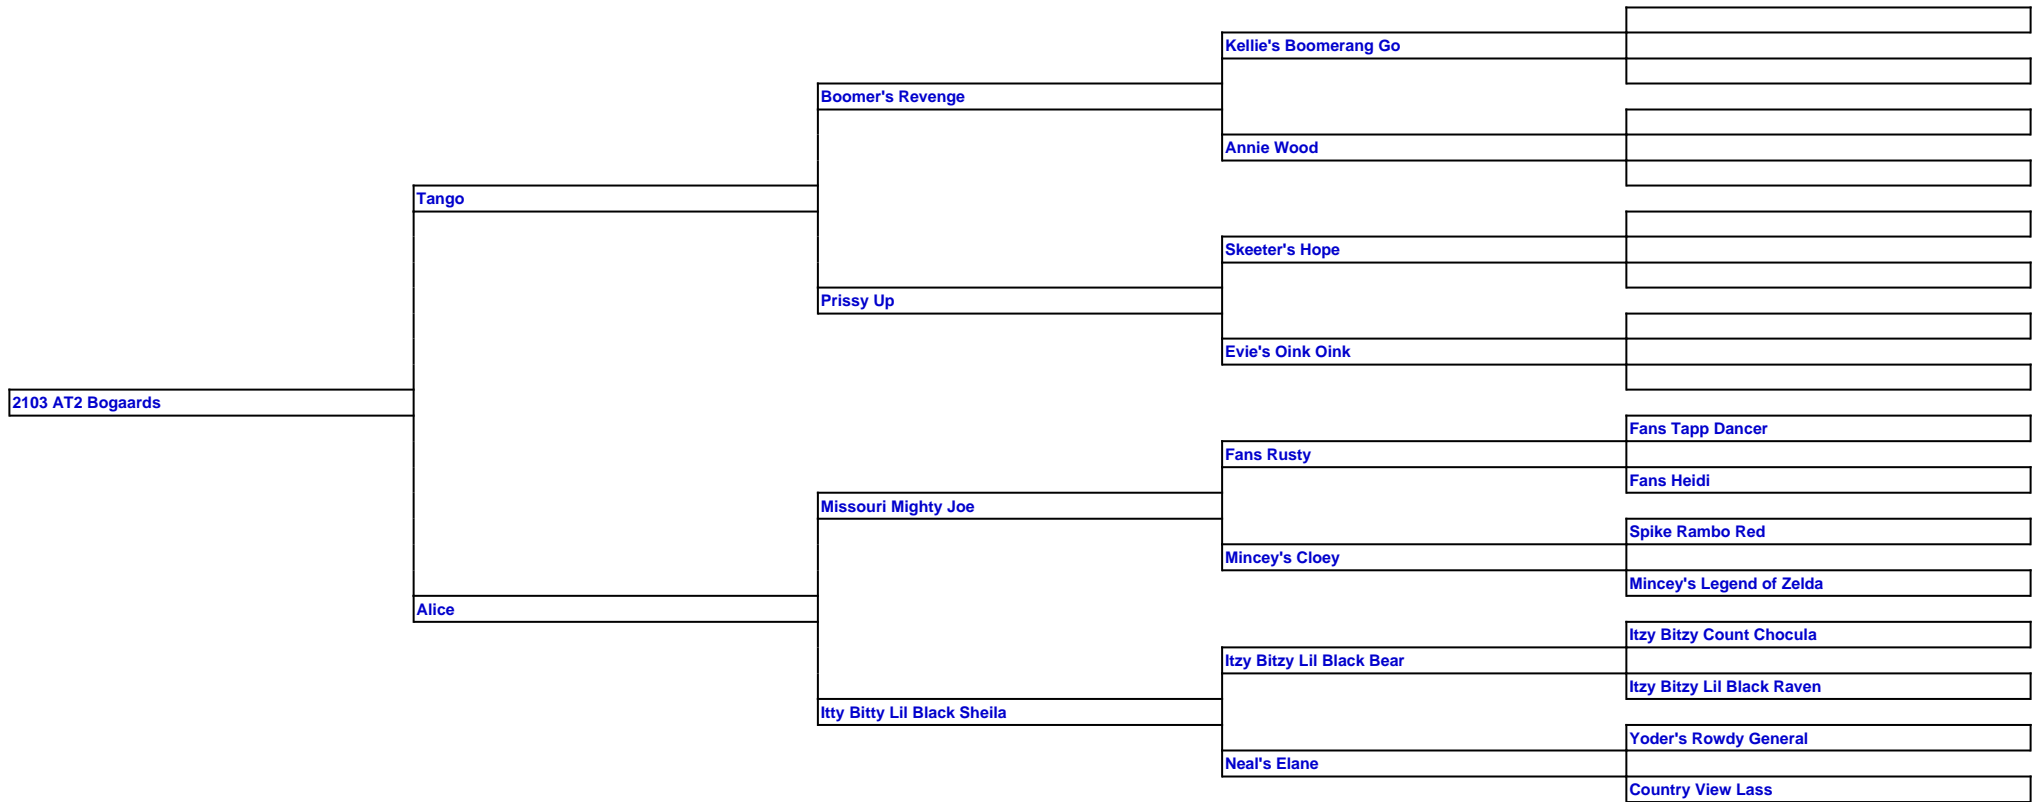 Kellie's Boomerang Go
Boomer's Revenge
Annie Wood
Tango
Skeeter's Hope
Prissy Up
Evie's Oink Oink
2103 AT2 Bogaards
Fans Tapp Dancer
Fans Rusty
Fans Heidi
Missouri Mighty Joe
Spike Rambo Red
Mincey's Cloey
Mincey's Legend of Zelda
Alice
Itzy Bitzy Count Chocula
Itzy Bitzy Lil Black Bear
Itzy Bitzy Lil Black Raven
Itty Bitty Lil Black Sheila
Yoder's Rowdy General
Neal's Elane
Country View Lass